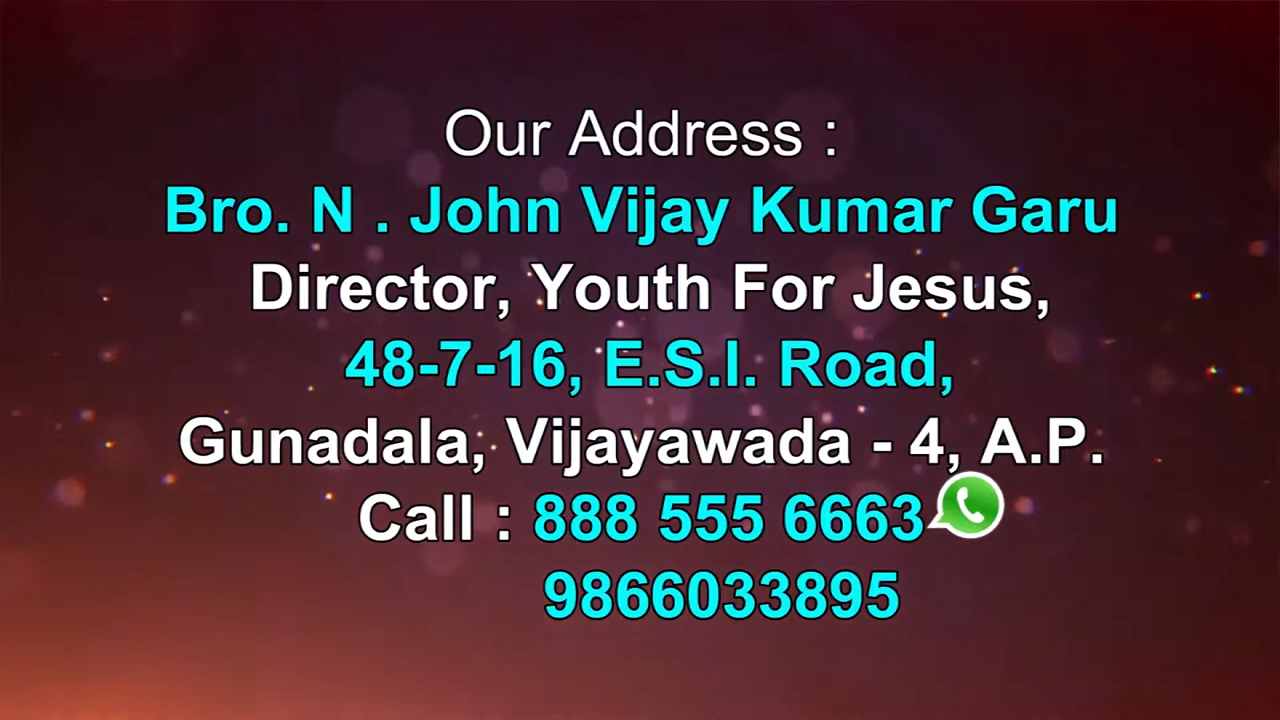 Our Address :
Bro. N . John Vijay Kumar Garu
Director, Youth For Jesus,
48-7-16, E.S.I. Road,
Gunadala, Vijayawada - 4, A.P.
Call : 888 555 6663
9866033895